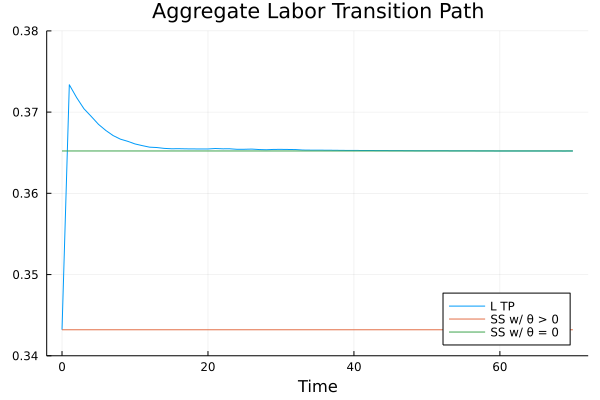 Aggregate Labor Transition Path
0.38
0.37
0.36
0.35
0.34
L TP
SS w/ θ > 0
SS w/ θ = 0
0
20
40
60
Time